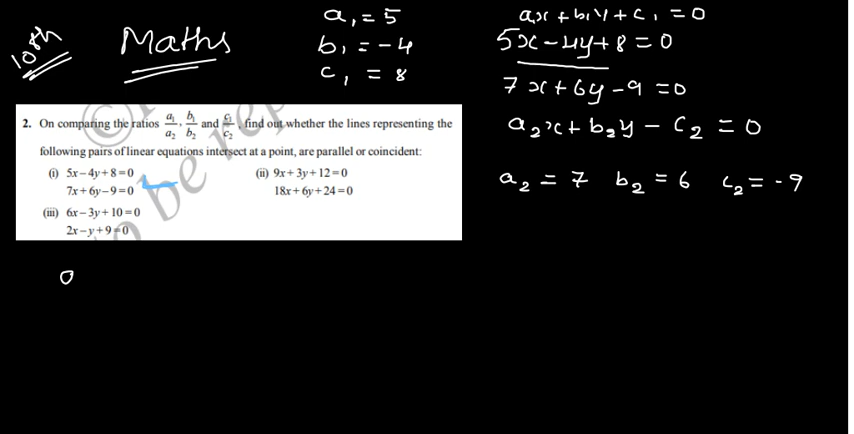 10th
Maths
a₁ = 5
b₁ = -4
c₁ = 8
a₁x + b₁y + c₁ = 0
5x - 4y + 8 = 0
7x + 6y - 9 = 0
a₂x + b₂y - c₂ = 0
a₂ = 7 b₂ = 6 c₂ = -9
2. On comparing the ratios a₁/a₂, b₁/b₂ and c₁/c₂, find out whether the lines representing the
following pairs of linear equations intersect at a point, are parallel or coincident:
(i) 5x – 4y + 8 = 0
7x + 6y – 9 = 0
(ii) 9x + 3y + 12 = 0
18x + 6y + 24 = 0
(iii) 6x – 3y + 10 = 0
2x – y + 9 = 0